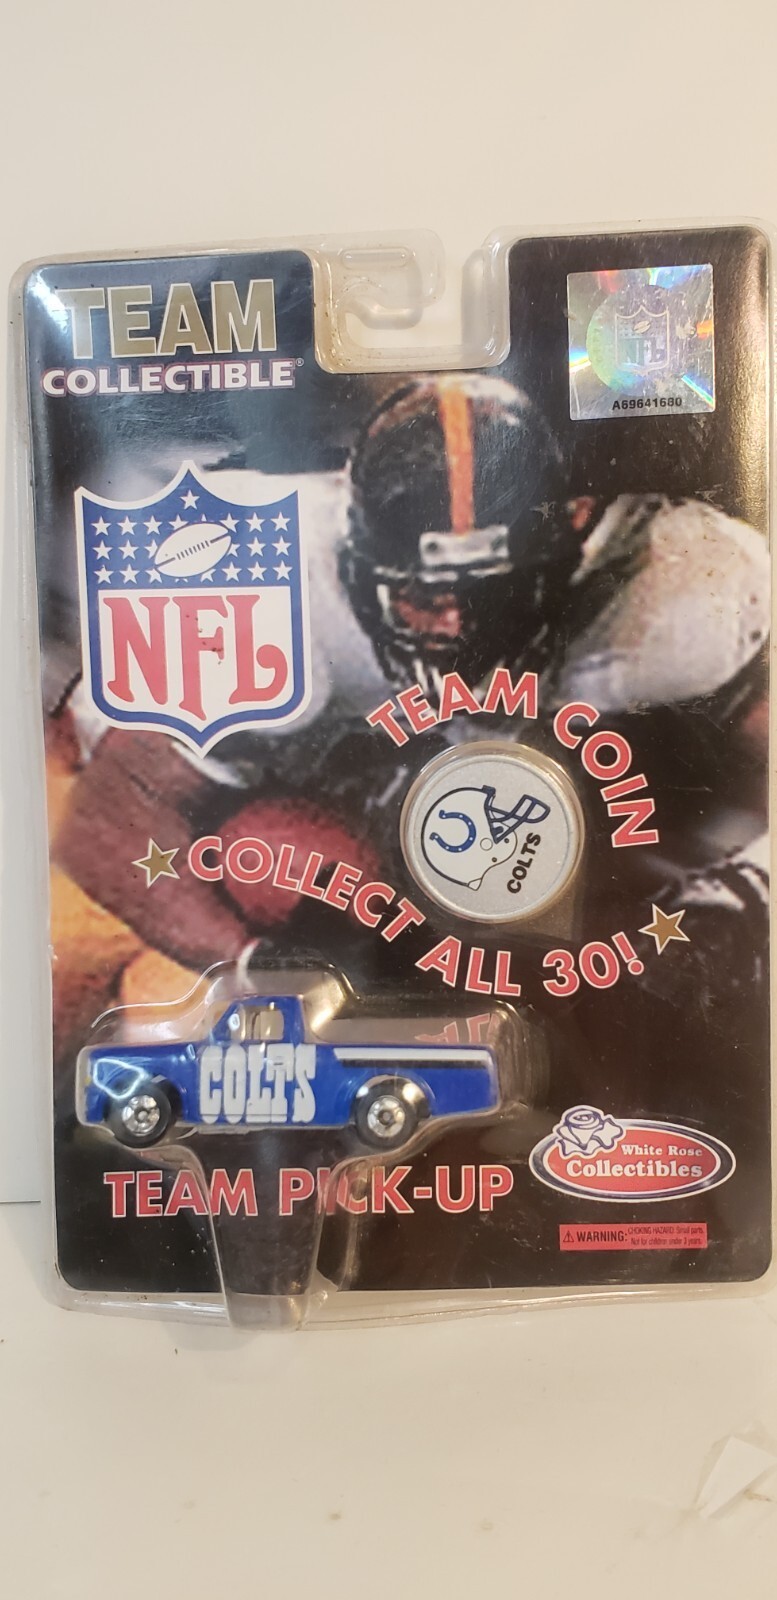 TEAM
COLLECTIBLE®
NFL
A69641680
NFL
TEAM COIN
COLTS
COLLECT ALL 30!
COLTS
TEAM PICK-UP
White Rose
Collectibles
WARNING: CHOKING HAZARD: Small parts.
Not for children under 3 years.